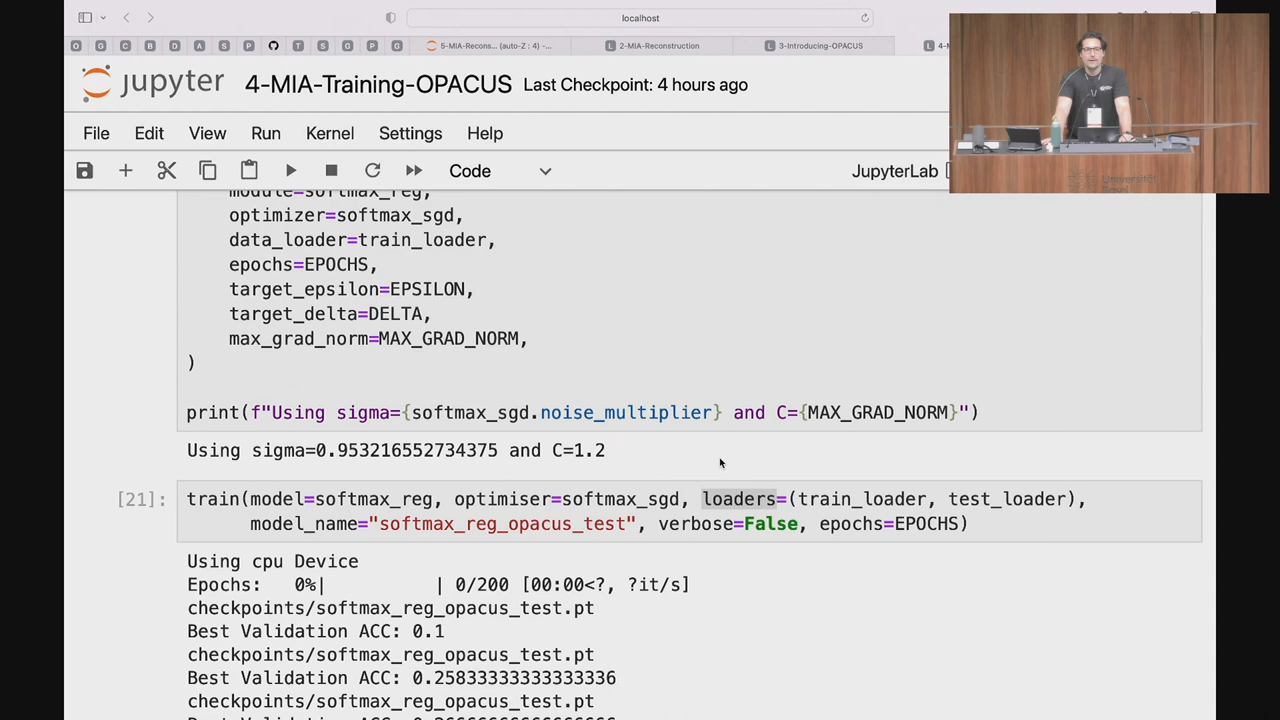 localhost
O G C B D A S P T S G P G 5-MIA-Recons... (auto-Z : 4) -... 2-MIA-Reconstruction 3-Introducing-OPACUS
jupyter 4-MIA-Training-OPACUS Last Checkpoint: 4 hours ago
File Edit View Run Kernel Settings Help
Code JupyterLab
module=softmax_reg,
optimizer=softmax_sgd,
data_loader=train_loader,
epochs=EPOCHS,
target_epsilon=EPSILON,
target_delta=DELTA,
max_grad_norm=MAX_GRAD_NORM,
)
print(f"Using sigma={softmax_sgd.noise_multiplier} and C={MAX_GRAD_NORM}")
Using sigma=0.953216552734375 and C=1.2
[21]: train(model=softmax_reg, optimiser=softmax_sgd, loaders=(train_loader, test_loader),
model_name="softmax_reg_opacus_test", verbose=False, epochs=EPOCHS)
Using cpu Device
Epochs: 0%| | 0/200 [00:00<?, ?it/s]
checkpoints/softmax_reg_opacus_test.pt
Best Validation ACC: 0.1
checkpoints/softmax_reg_opacus_test.pt
Best Validation ACC: 0.25833333333333336
checkpoints/softmax_reg_opacus_test.pt